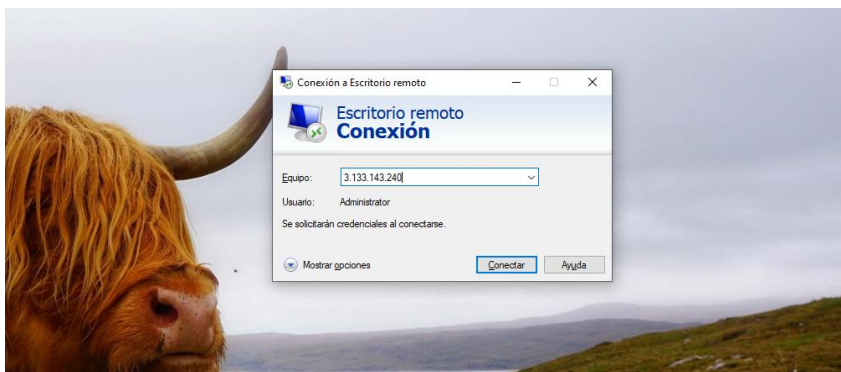 Conexión a Escritorio remoto
Escritorio remoto
Conexión
Equipo: 3.133.143.240
Usuario: Administrator
Se solicitarán credenciales al conectarse.
Mostrar opciones Conectar Ayuda